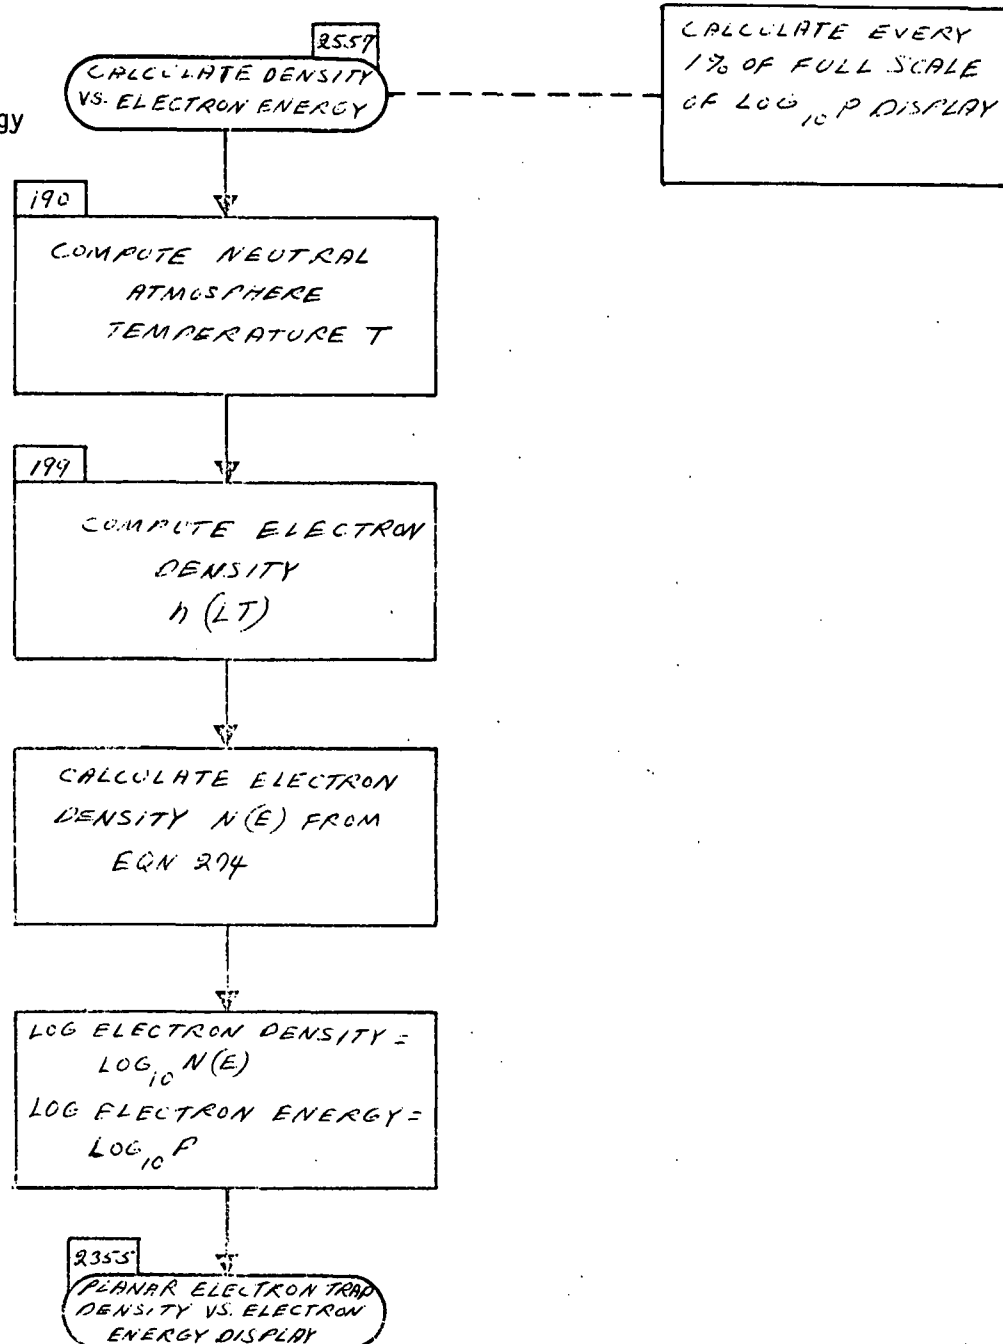 2557
CALCULATE DENSITY
VS. ELECTRON ENERGY
CALCULATE EVERY
1% OF FULL SCALE
OF LOG10 P DISPLAY
gy
190
COMPUTE NEUTRAL
ATMOSPHERE
TEMPERATURE T
199
COMPUTE ELECTRON
DENSITY
n (LT)
CALCULATE ELECTRON
DENSITY N(E) FROM
EQN 274
LOG ELECTRON DENSITY =
LOG10 N(E)
LOG ELECTRON ENERGY =
LOG10 P
2355
PLANAR ELECTRON TRAP
DENSITY VS. ELECTRON
ENERGY DISPLAY